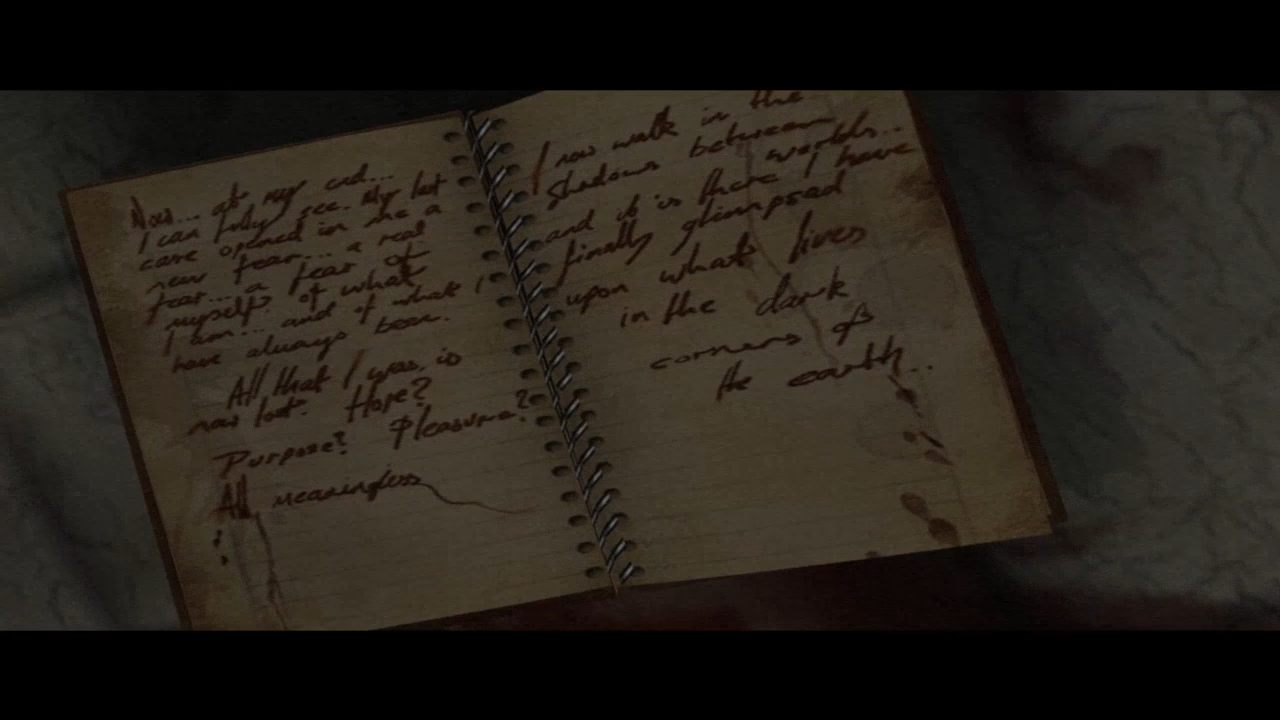 Now... at my end...
I can truly see. My last
case opened in me a
new fear... a real
fear... a fear of
myself. of what
I am... and of what I
have always been.
All that I was, is
now lost. Hope?
Purpose? Pleasure?
All meaningless
I now walk in the
Shadows between
worlds...
and it is there I have
finally glimpsed
upon what lives
in the dark
corners of
the earth...